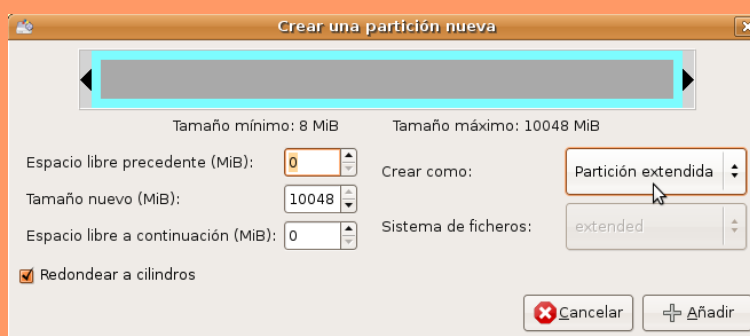 Crear una partición nueva
Tamaño mínimo: 8 MiB Tamaño máximo: 10048 MiB
Espacio libre precedente (MiB): 0
Crear como: Partición extendida
Tamaño nuevo (MiB): 10048
Sistema de ficheros: extended
Espacio libre a continuación (MiB): 0
Redondear a cilindros
Cancelar Añadir